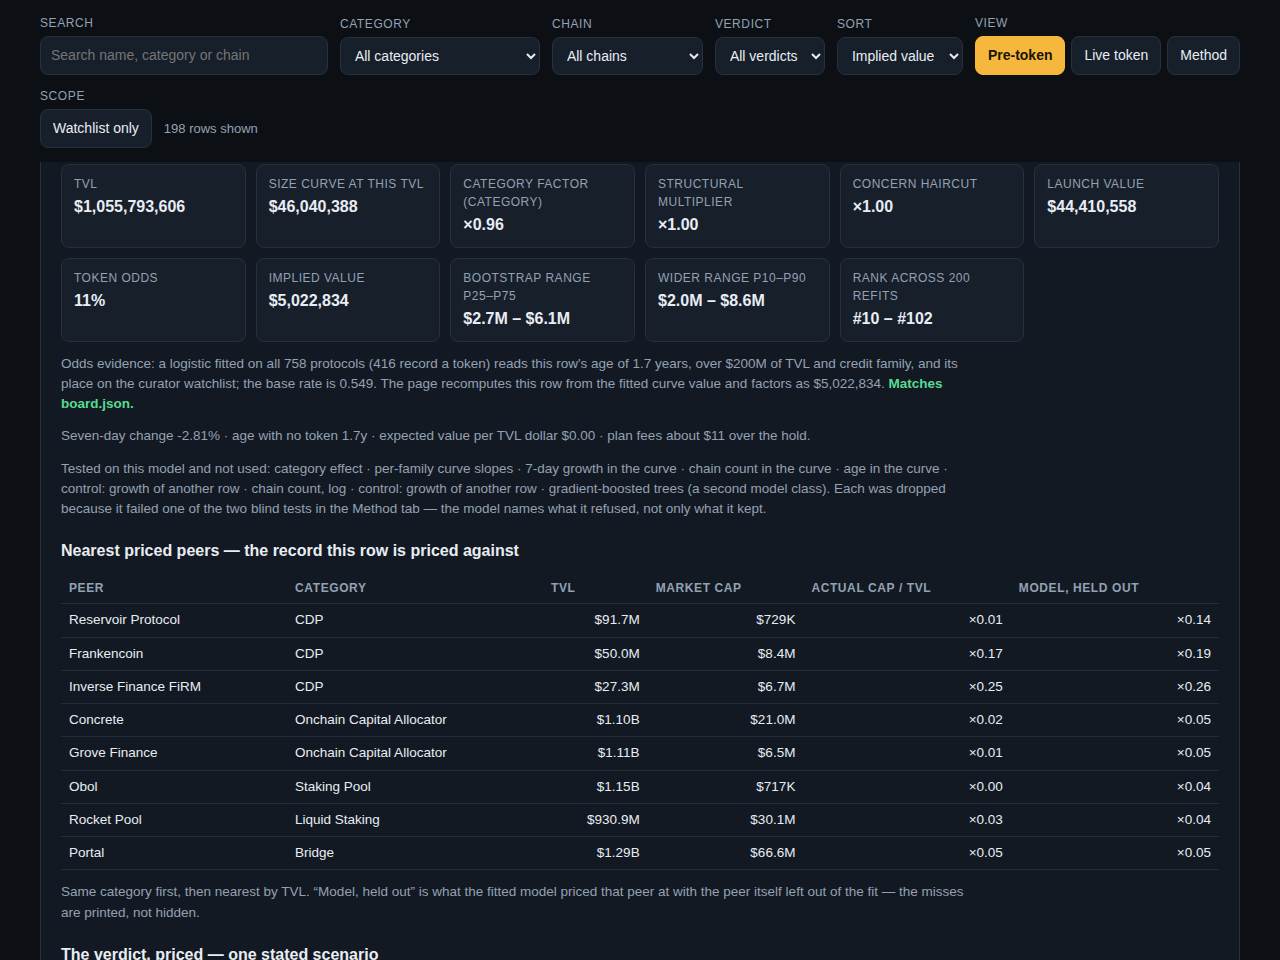 SEARCH
CATEGORY
CHAIN
VERDICT
SORT
VIEW
Search name, category or chain
All categories
All chains
All verdicts
Implied value
Pre-token
Live token
Method
SCOPE
Watchlist only
198 rows shown
TVL
$1,055,793,606
SIZE CURVE AT THIS TVL
$46,040,388
CATEGORY FACTOR
(CATEGORY)
×0.96
STRUCTURAL
MULTIPLIER
×1.00
CONCERN HAIRCUT
×1.00
LAUNCH VALUE
$44,410,558
TOKEN ODDS
11%
IMPLIED VALUE
$5,022,834
BOOTSTRAP RANGE
P25–P75
$2.7M – $6.1M
WIDER RANGE P10–P90
$2.0M – $8.6M
RANK ACROSS 200
REFITS
#10 – #102
Odds evidence: a logistic fitted on all 758 protocols (416 record a token) reads this row's age of 1.7 years, over $200M of TVL and credit family, and its
place on the curator watchlist; the base rate is 0.549. The page recomputes this row from the fitted curve value and factors as $5,022,834. Matches
board.json.
Seven-day change -2.81% · age with no token 1.7y · expected value per TVL dollar $0.00 · plan fees about $11 over the hold.
Tested on this model and not used: category effect · per-family curve slopes · 7-day growth in the curve · chain count in the curve · age in the curve ·
control: growth of another row · chain count, log · control: growth of another row · gradient-boosted trees (a second model class). Each was dropped
because it failed one of the two blind tests in the Method tab — the model names what it refused, not only what it kept.
Nearest priced peers — the record this row is priced against
PEER CATEGORY TVL MARKET CAP ACTUAL CAP / TVL MODEL, HELD OUT
Reservoir Protocol CDP $91.7M $729K ×0.01 ×0.14
Frankencoin CDP $50.0M $8.4M ×0.17 ×0.19
Inverse Finance FiRM CDP $27.3M $6.7M ×0.25 ×0.26
Concrete Onchain Capital Allocator $1.10B $21.0M ×0.02 ×0.05
Grove Finance Onchain Capital Allocator $1.11B $6.5M ×0.01 ×0.05
Obol Staking Pool $1.15B $717K ×0.00 ×0.04
Rocket Pool Liquid Staking $930.9M $30.1M ×0.03 ×0.04
Portal Bridge $1.29B $66.6M ×0.05 ×0.05
Same category first, then nearest by TVL. “Model, held out” is what the fitted model priced that peer at with the peer itself left out of the fit — the misses
are printed, not hidden.
The verdict, priced — one stated scenario